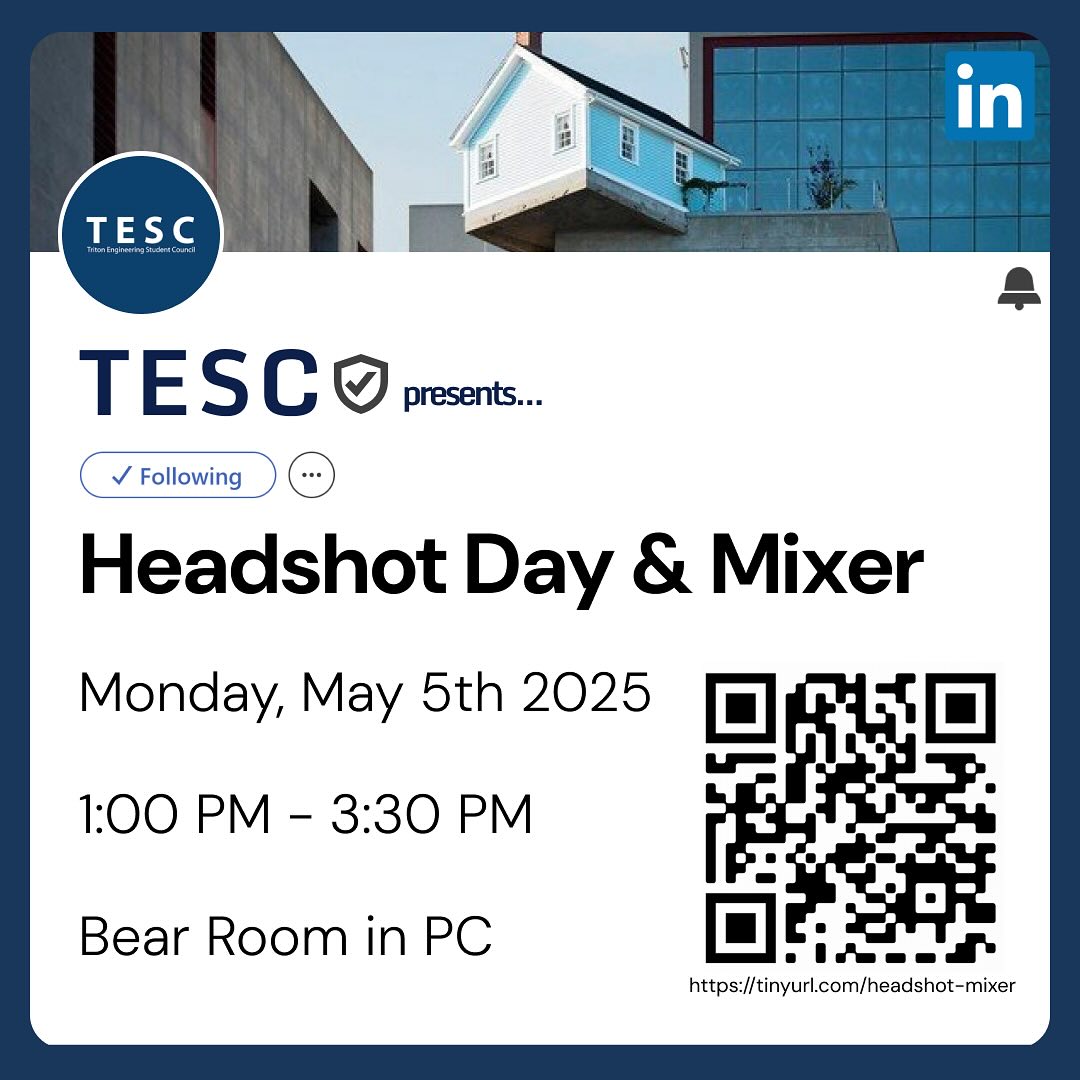 in
TESC
Triton Engineering Student Council
TESC presents...
✓ Following
Headshot Day & Mixer
Monday, May 5th 2025
1:00 PM - 3:30 PM
Bear Room in PC
https://tinyurl.com/headshot-mixer